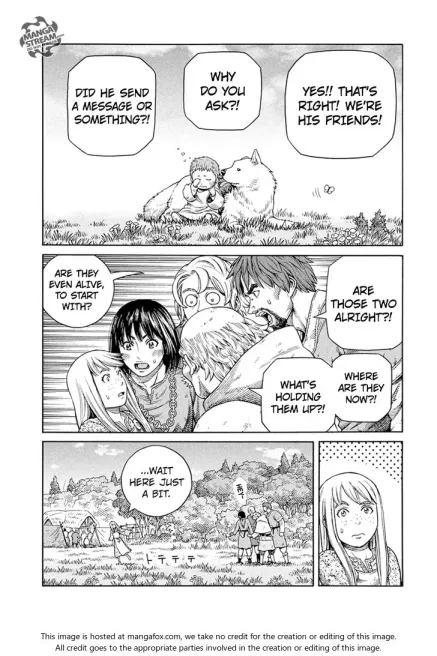 MANGA
STREAM
YES!! THAT'S
RIGHT! WE'RE
HIS FRIENDS!
WHY
DO YOU
ASK?!
DID HE SEND
A MESSAGE OR
SOMETHING?!
ARE
THOSE TWO
ALRIGHT?!
WHERE
ARE THEY
NOW?!
WHAT'S
HOLDING
THEM UP?!
ARE THEY
EVEN ALIVE,
TO START
WITH?
...WAIT
HERE JUST
A BIT.
This image is hosted at mangafox.com, we take no credit for the creation or editing of this image.
All credit goes to the appropriate parties involved in the creation or editing of this image.